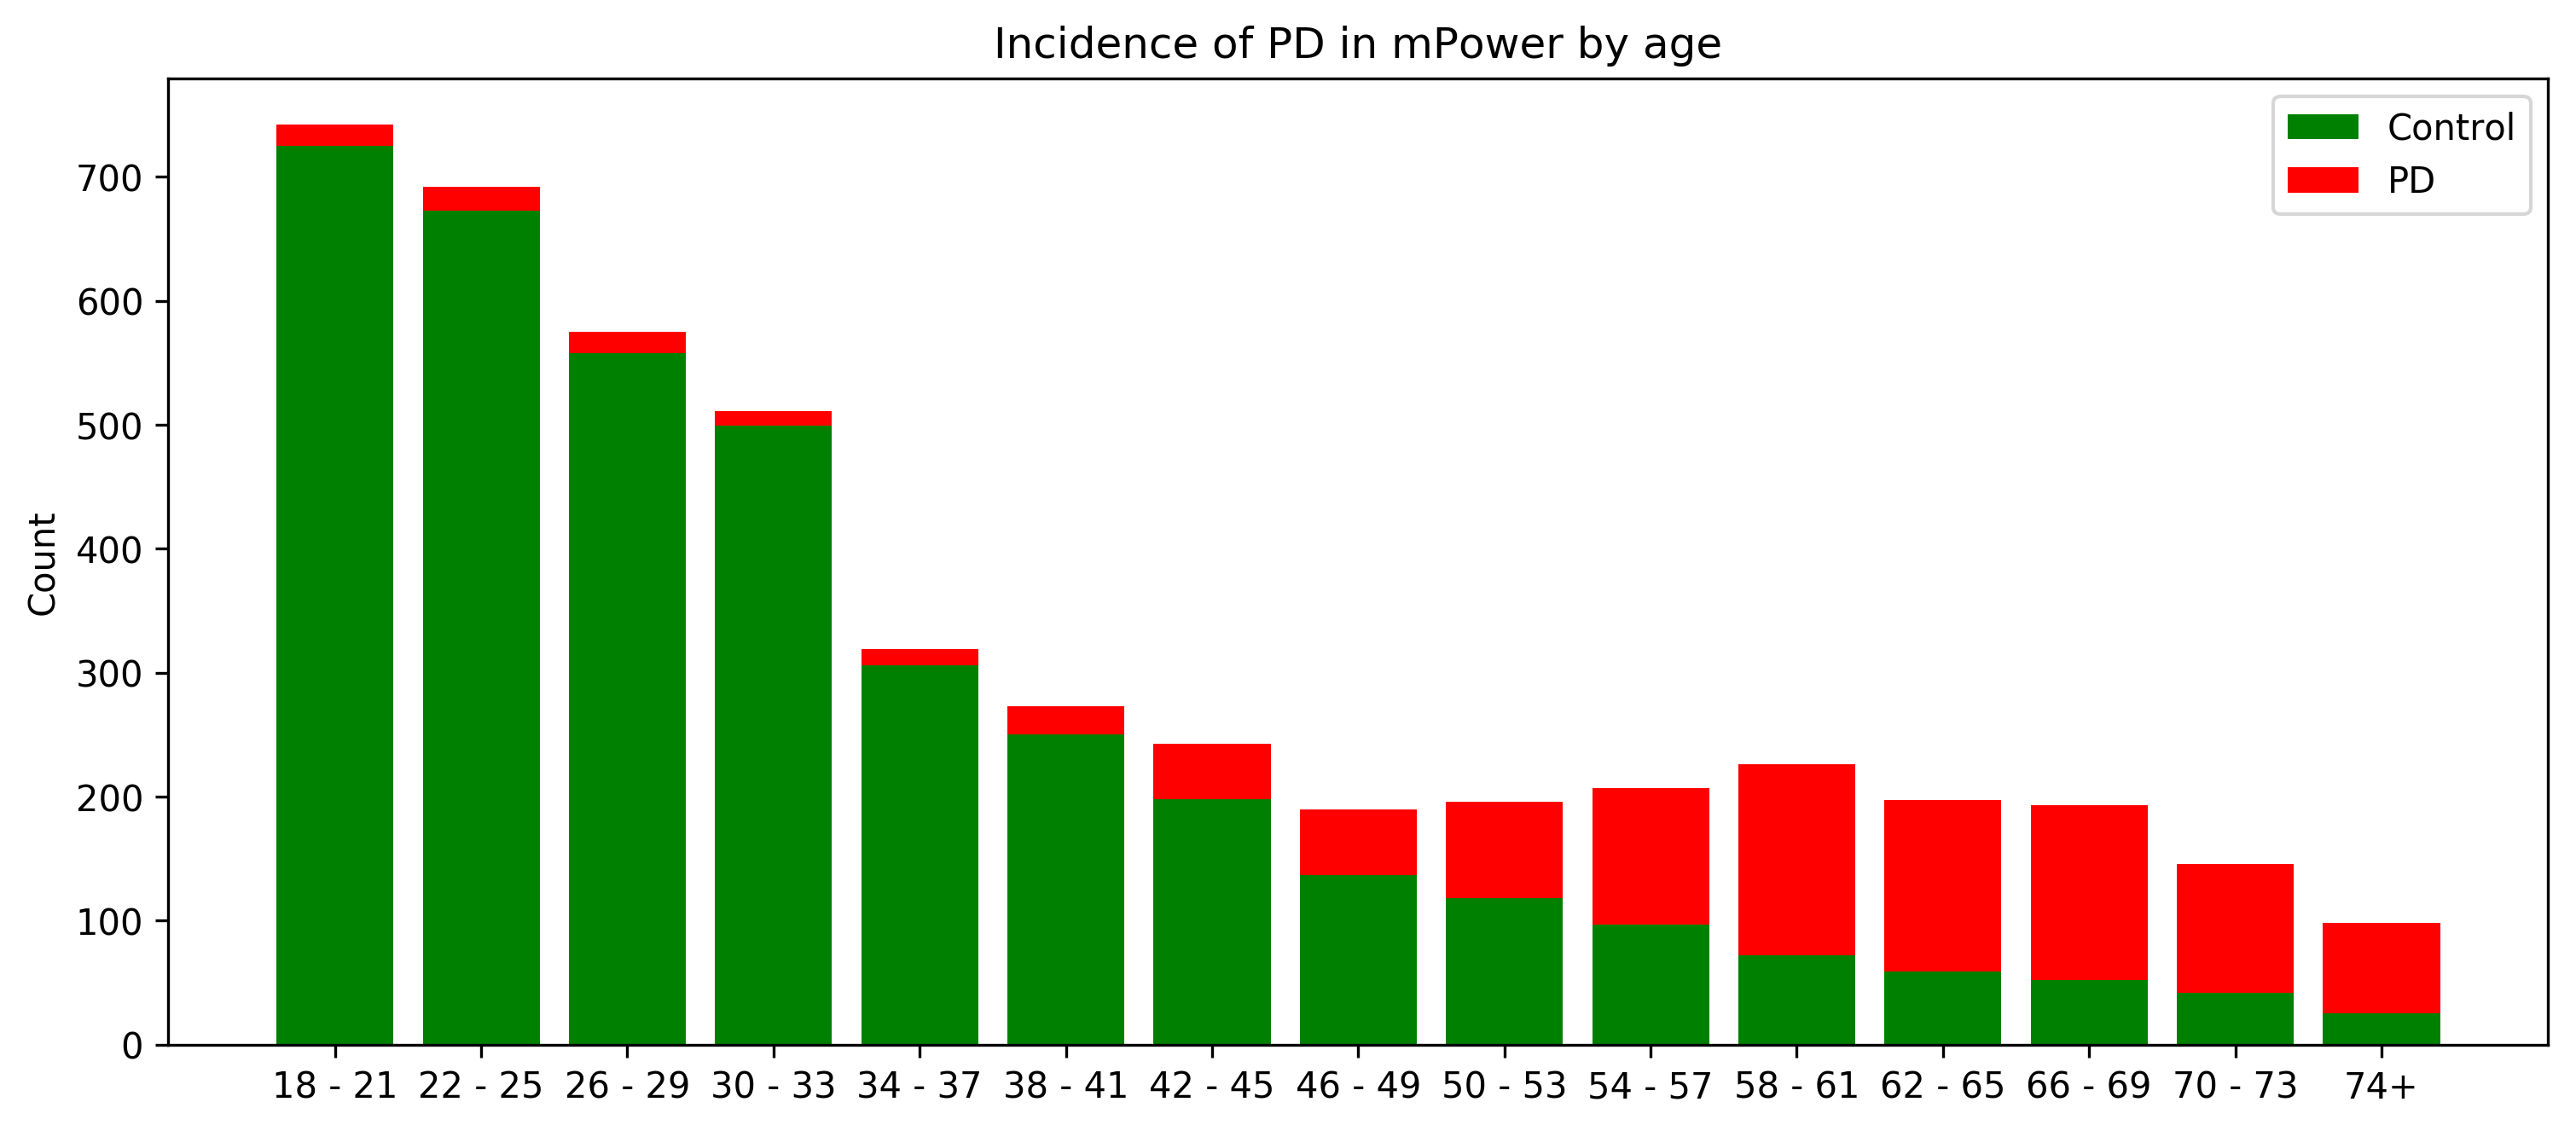 Incidence of PD in mPower by age
Control
PD
Count
700
600
500
400
300
200
100
0
18 - 21 22 - 25 26 - 29 30 - 33 34 - 37 38 - 41 42 - 45 46 - 49 50 - 53 54 - 57 58 - 61 62 - 65 66 - 69 70 - 73 74+